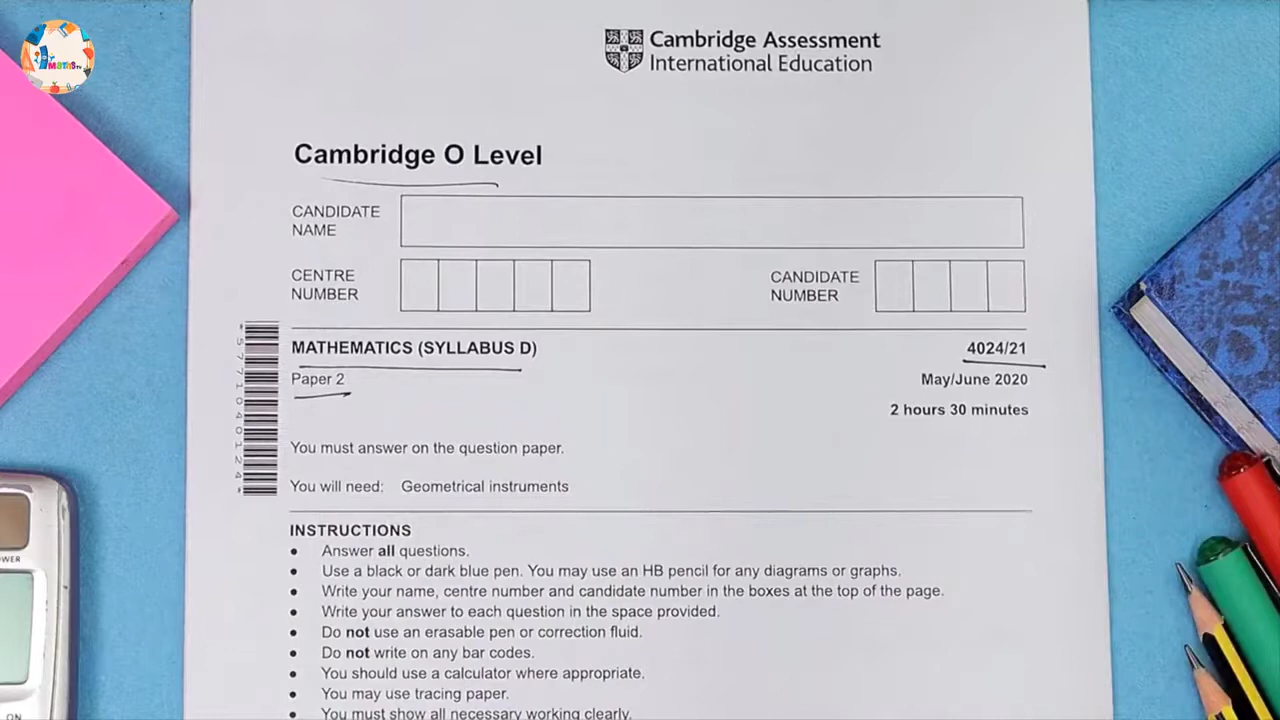 MATHS TV
Cambridge Assessment
International Education
Cambridge O Level
CANDIDATE
NAME
CENTRE
NUMBER
CANDIDATE
NUMBER
MATHEMATICS (SYLLABUS D)
4024/21
Paper 2
May/June 2020
2 hours 30 minutes
*5771040124*
You must answer on the question paper.
You will need: Geometrical instruments
INSTRUCTIONS
● Answer all questions.
● Use a black or dark blue pen. You may use an HB pencil for any diagrams or graphs.
● Write your name, centre number and candidate number in the boxes at the top of the page.
● Write your answer to each question in the space provided.
● Do not use an erasable pen or correction fluid.
● Do not write on any bar codes.
● You should use a calculator where appropriate.
● You may use tracing paper.
● You must show all necessary working clearly.
OWER
ON